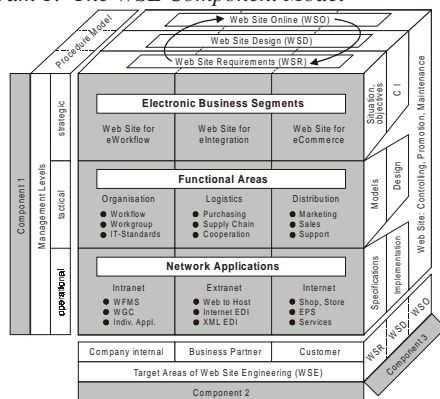 The WSE Component Model
Procedure Model
Web Site Online (WSO)
Web Site Design (WSD)
Web Site Requirements (WSR)
Component 1
Management Levels
strategic
tactical
operational
Electronic Business Segments
Web Site for eWorkflow
Web Site for eIntegration
Web Site for eCommerce
Functional Areas
Organisation
Workflow
Workgroup
IT-Standards
Logistics
Purchasing
Supply Chain
Cooperation
Distribution
Marketing
Sales
Support
Network Applications
Intranet
WFMS
WGC
Indiv. Appl.
Extranet
Web to Host
Internet EDI
XML EDI
Internet
Shop, Store
EPS
Services
Situation, objectives
CI
Models
Design
Specifications
Implementation
Web Site: Controlling, Promotion, Maintenance
WSR
WSD
WSO
Component 3
Company internal
Business Partner
Customer
Target Areas of Web Site Engineering (WSE)
Component 2